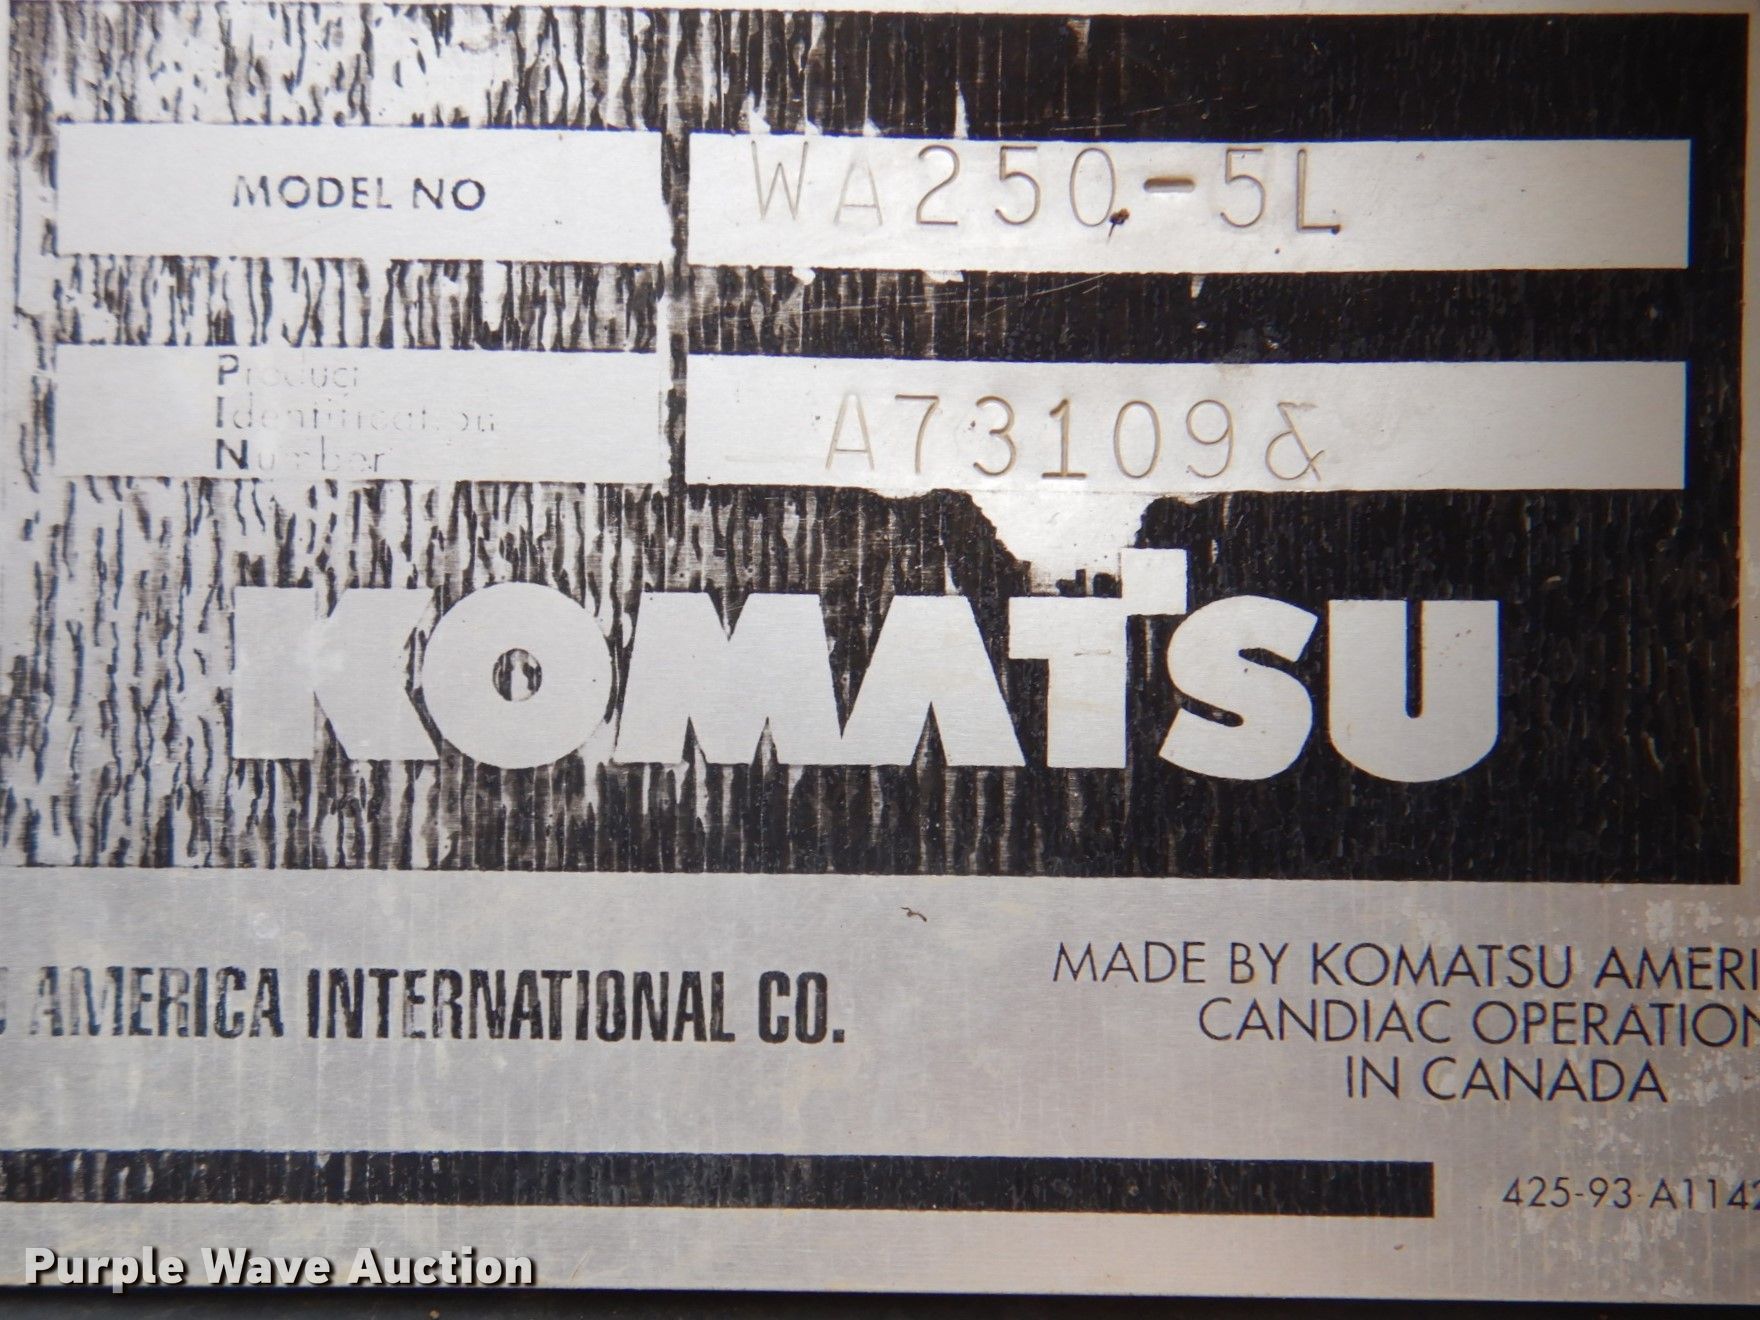 MODEL NO WA250-5L
Product
Identification
Number
A73109&
KOMATSU
AMERICA INTERNATIONAL CO.
MADE BY KOMATSU AMERI
CANDIAC OPERATION
IN CANADA
425-93-A1142
Purple Wave Auction